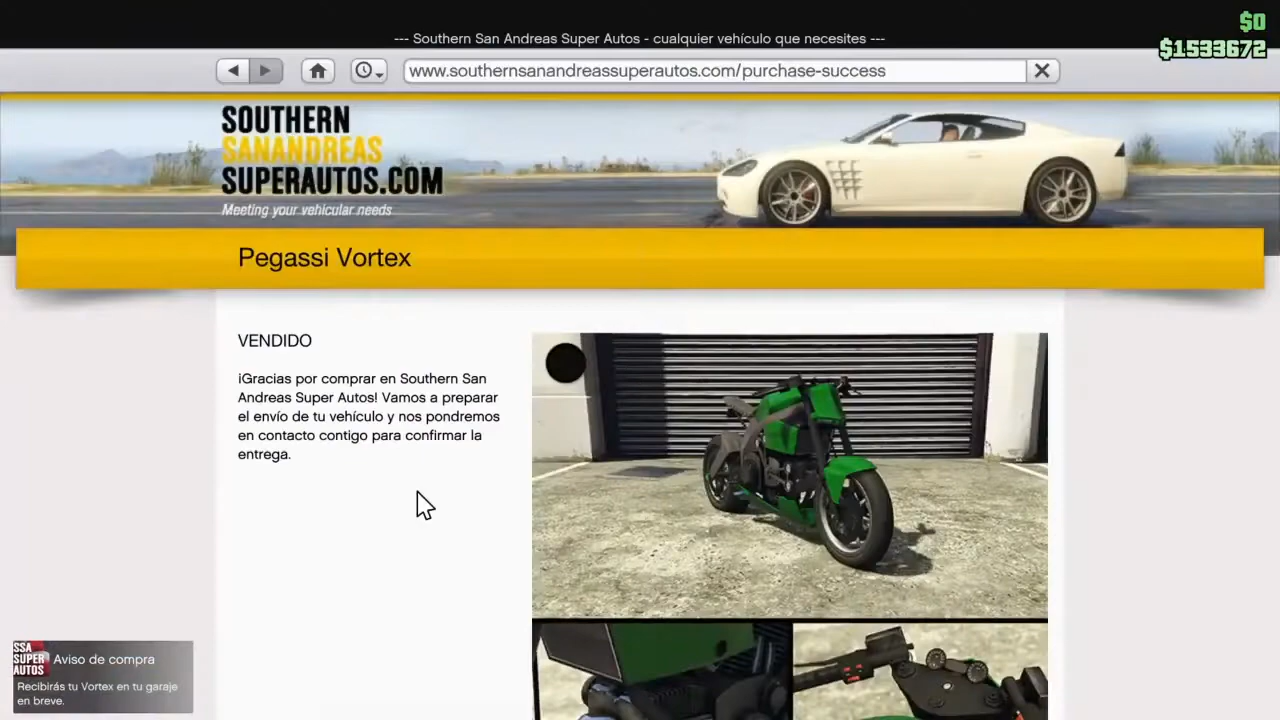 $0
--- Southern San Andreas Super Autos - cualquier vehículo que necesites ---
$1533672
www.southernsanandreassuperautos.com/purchase-success
SOUTHERN
SANANDREAS
SUPERAUTOS.COM
Meeting your vehicular needs
Pegassi Vortex
VENDIDO
¡Gracias por comprar en Southern San
Andreas Super Autos! Vamos a preparar
el envío de tu vehículo y nos pondremos
en contacto contigo para confirmar la
entrega.
SSA
SUPER
AUTOS
Aviso de compra
Recibirás tu Vortex en tu garaje
en breve.